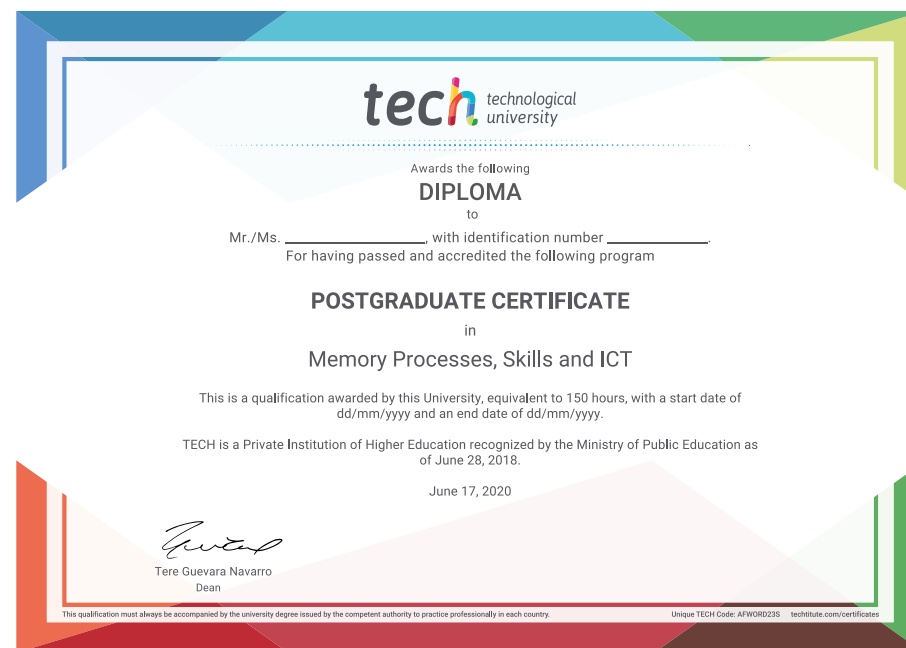 tech technological
university
Awards the following
DIPLOMA
to
Mr./Ms. ____________________, with identification number ______________.
For having passed and accredited the following program
POSTGRADUATE CERTIFICATE
in
Memory Processes, Skills and ICT
This is a qualification awarded by this University, equivalent to 150 hours, with a start date of
dd/mm/yyyy and an end date of dd/mm/yyyy.
TECH is a Private Institution of Higher Education recognized by the Ministry of Public Education as
of June 28, 2018.
June 17, 2020
Tere Guevara Navarro
Dean
This qualification must always be accompanied by the university degree issued by the competent authority to practice professionally in each country. Unique TECH Code: AFWORD23S techtitute.com/certificates